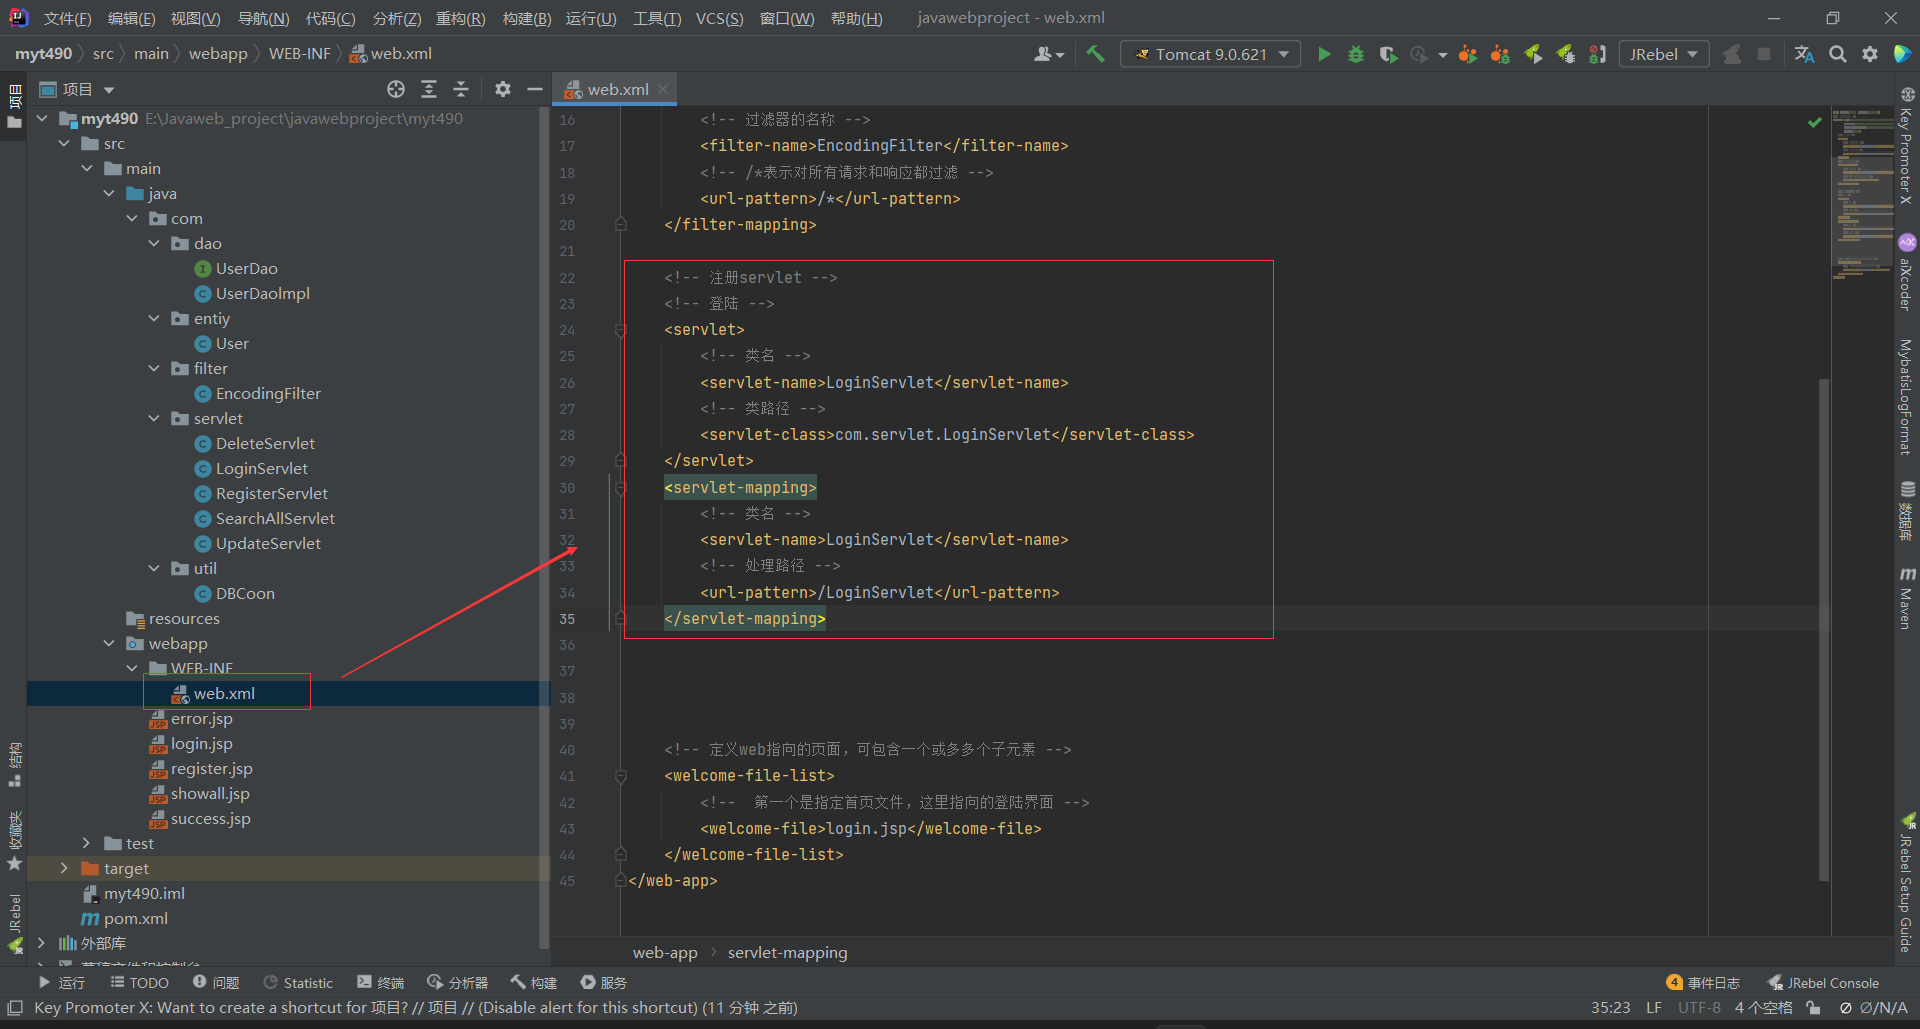 文件(F) 编辑(E) 视图(V) 导航(N) 代码(C) 分析(Z) 重构(R) 构建(B) 运行(U) 工具(T) VCS(S) 窗口(W) 帮助(H) javawebproject - web.xml
myt490 src main webapp WEB-INF web.xml Tomcat 9.0.621 JRebel
项目
项目
web.xml
myt490 E:\Javaweb_project\javawebproject\myt490
src
main
java
com
dao
UserDao
UserDaoImpl
entiy
User
filter
EncodingFilter
servlet
DeleteServlet
LoginServlet
RegisterServlet
SearchAllServlet
UpdateServlet
util
DBCoon
resources
webapp
WEB-INF
web.xml
error.jsp
login.jsp
register.jsp
showall.jsp
success.jsp
test
target
myt490.iml
pom.xml
外部库
结构
收藏夹
JRebel
16 <!-- 过滤器的名称 -->
17 <filter-name>EncodingFilter</filter-name>
18 <!-- /*表示对所有请求和响应都过滤 -->
19 <url-pattern>/*</url-pattern>
20 </filter-mapping>
21
22 <!-- 注册servlet -->
23 <!-- 登陆 -->
24 <servlet>
25 <!-- 类名 -->
26 <servlet-name>LoginServlet</servlet-name>
27 <!-- 类路径 -->
28 <servlet-class>com.servlet.LoginServlet</servlet-class>
29 </servlet>
30 <servlet-mapping>
31 <!-- 类名 -->
32 <servlet-name>LoginServlet</servlet-name>
33 <!-- 处理路径 -->
34 <url-pattern>/LoginServlet</url-pattern>
35 </servlet-mapping>
36
37
38
39
40 <!-- 定义web指向的页面，可包含一个或多多个子元素 -->
41 <welcome-file-list>
42 <!-- 第一个是指定首页文件，这里指向的登陆界面 -->
43 <welcome-file>login.jsp</welcome-file>
44 </welcome-file-list>
45 </web-app>
web-app servlet-mapping
Key Promoter X
aiXcoder
MybatisLogFormat
数据库
Maven
JRebel Setup Guide
运行 TODO 问题 Statistic 终端 分析器 构建 服务 4 事件日志 JRebel Console
Key Promoter X: Want to create a shortcut for 项目? // 项目 // (Disable alert for this shortcut) (11 分钟 之前) 35:23 LF UTF-8 4 个空格 ∅/N/A